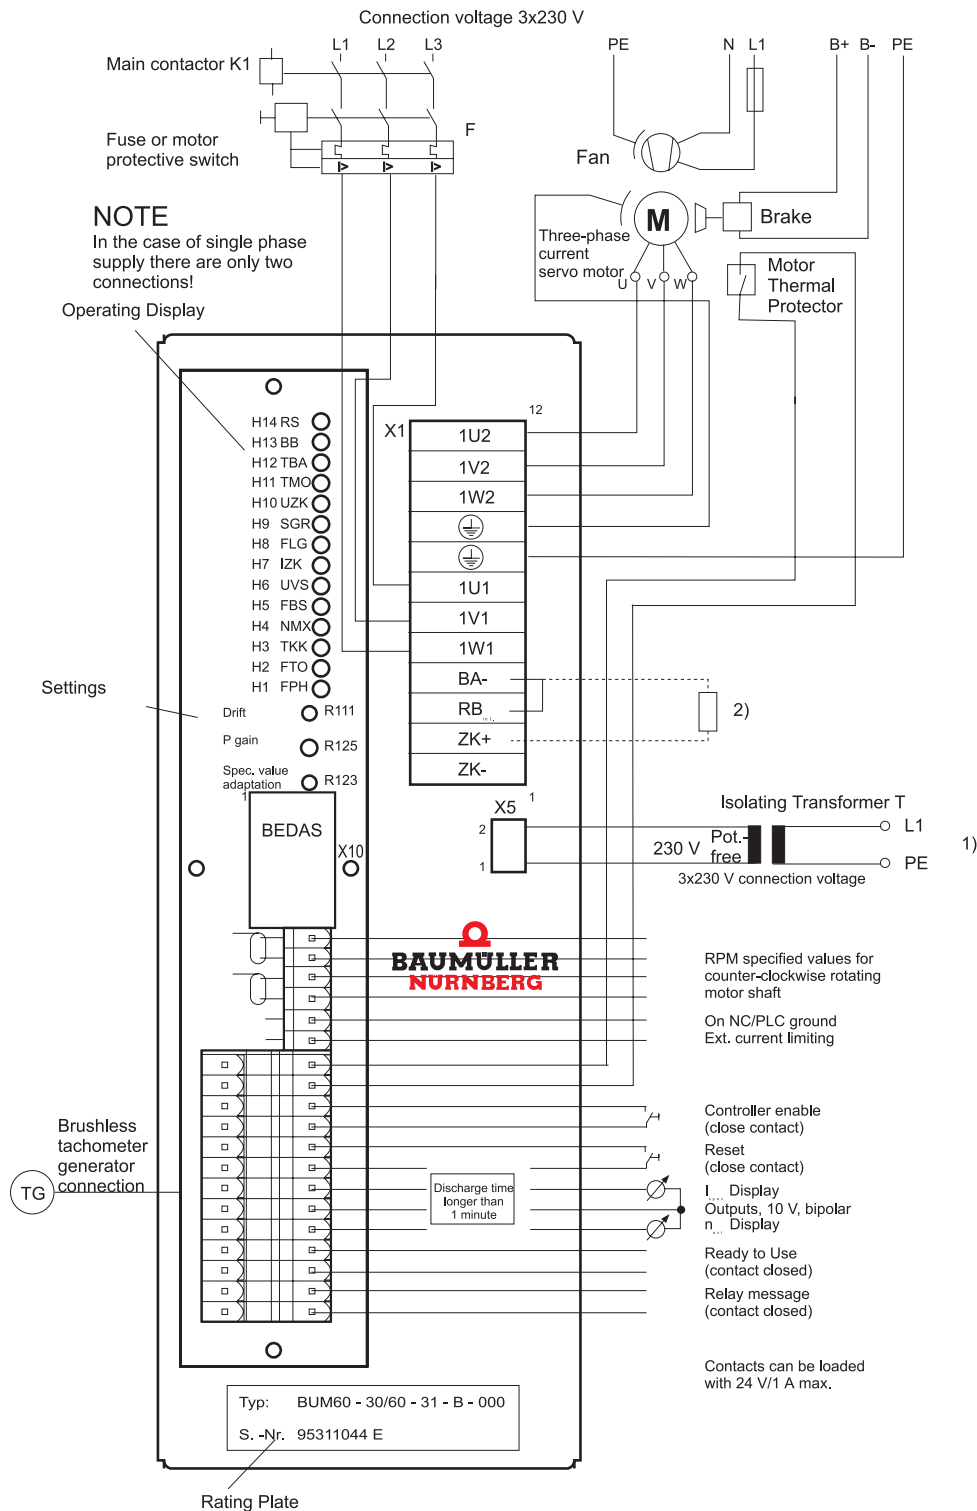 Connection voltage 3x230 V
L1 L2 L3
PE N L1 B+ B- PE
Main contactor K1
F
Fuse or motor
protective switch
Fan
NOTE
In the case of single phase
supply there are only two
connections!
M
Brake
Three-phase
current
servo motor
U V W
Motor
Thermal
Protector
Operating Display
12
X1
H14 RS
H13 BB
H12 TBA
H11 TMO
H10 UZK
H9 SGR
H8 FLG
H7 IZK
H6 UVS
H5 FBS
H4 NMX
H3 TKK
H2 FTO
H1 FPH
1U2
1V2
1W2
1U1
1V1
1W1
BA-
RB
ZK+
ZK-
2)
Settings
Drift R111
P gain R125
Spec. value
adaptation R123
1
BEDAS
X10
1
X5
2
1
Isolating Transformer T
230 V
Pot.-
free
L1
PE
1)
3x230 V connection voltage
BAUMÜLLER
NÜRNBERG
RPM specified values for
counter-clockwise rotating
motor shaft
On NC/PLC ground
Ext. current limiting
Brushless
tachometer
generator
connection
TG
Controller enable
(close contact)
Reset
(close contact)
Discharge time
longer than
1 minute
I Display
Outputs, 10 V, bipolar
n Display
Ready to Use
(contact closed)
Relay message
(contact closed)
Contacts can be loaded
with 24 V/1 A max.
Typ: BUM60 - 30/60 - 31 - B - 000
S. -Nr. 95311044 E
Rating Plate